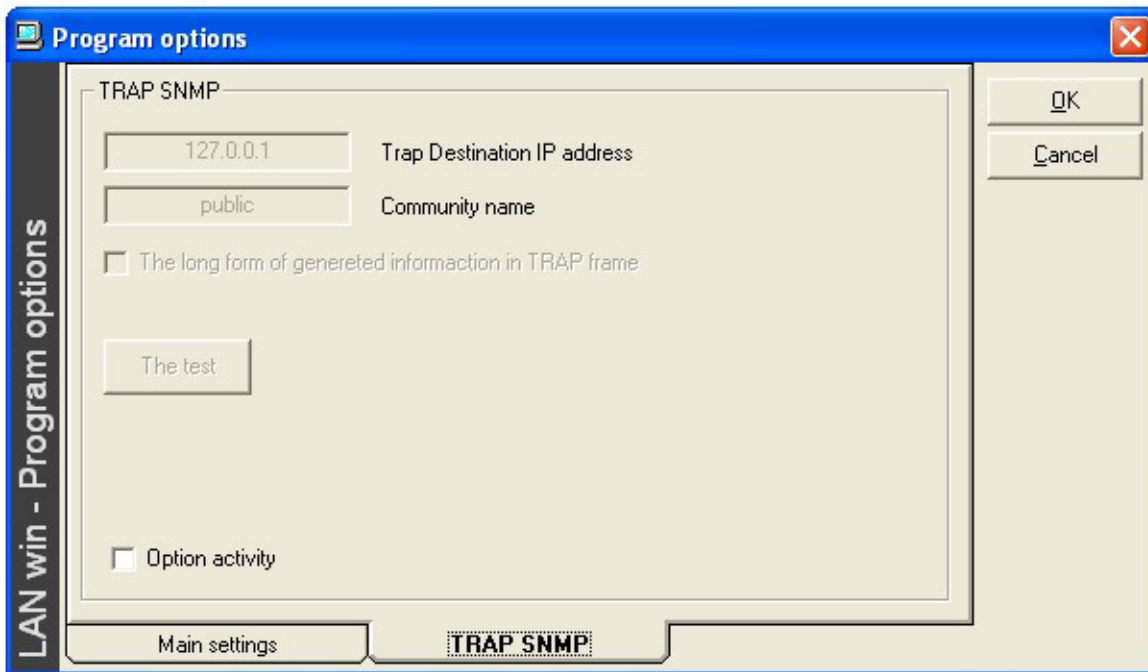 Program options
LAN win - Program options
TRAP SNMP
OK
127.0.0.1 Trap Destination IP address
Cancel
public Community name
The long form of genereted informaction in TRAP frame
The test
Option activity
Main settings TRAP SNMP